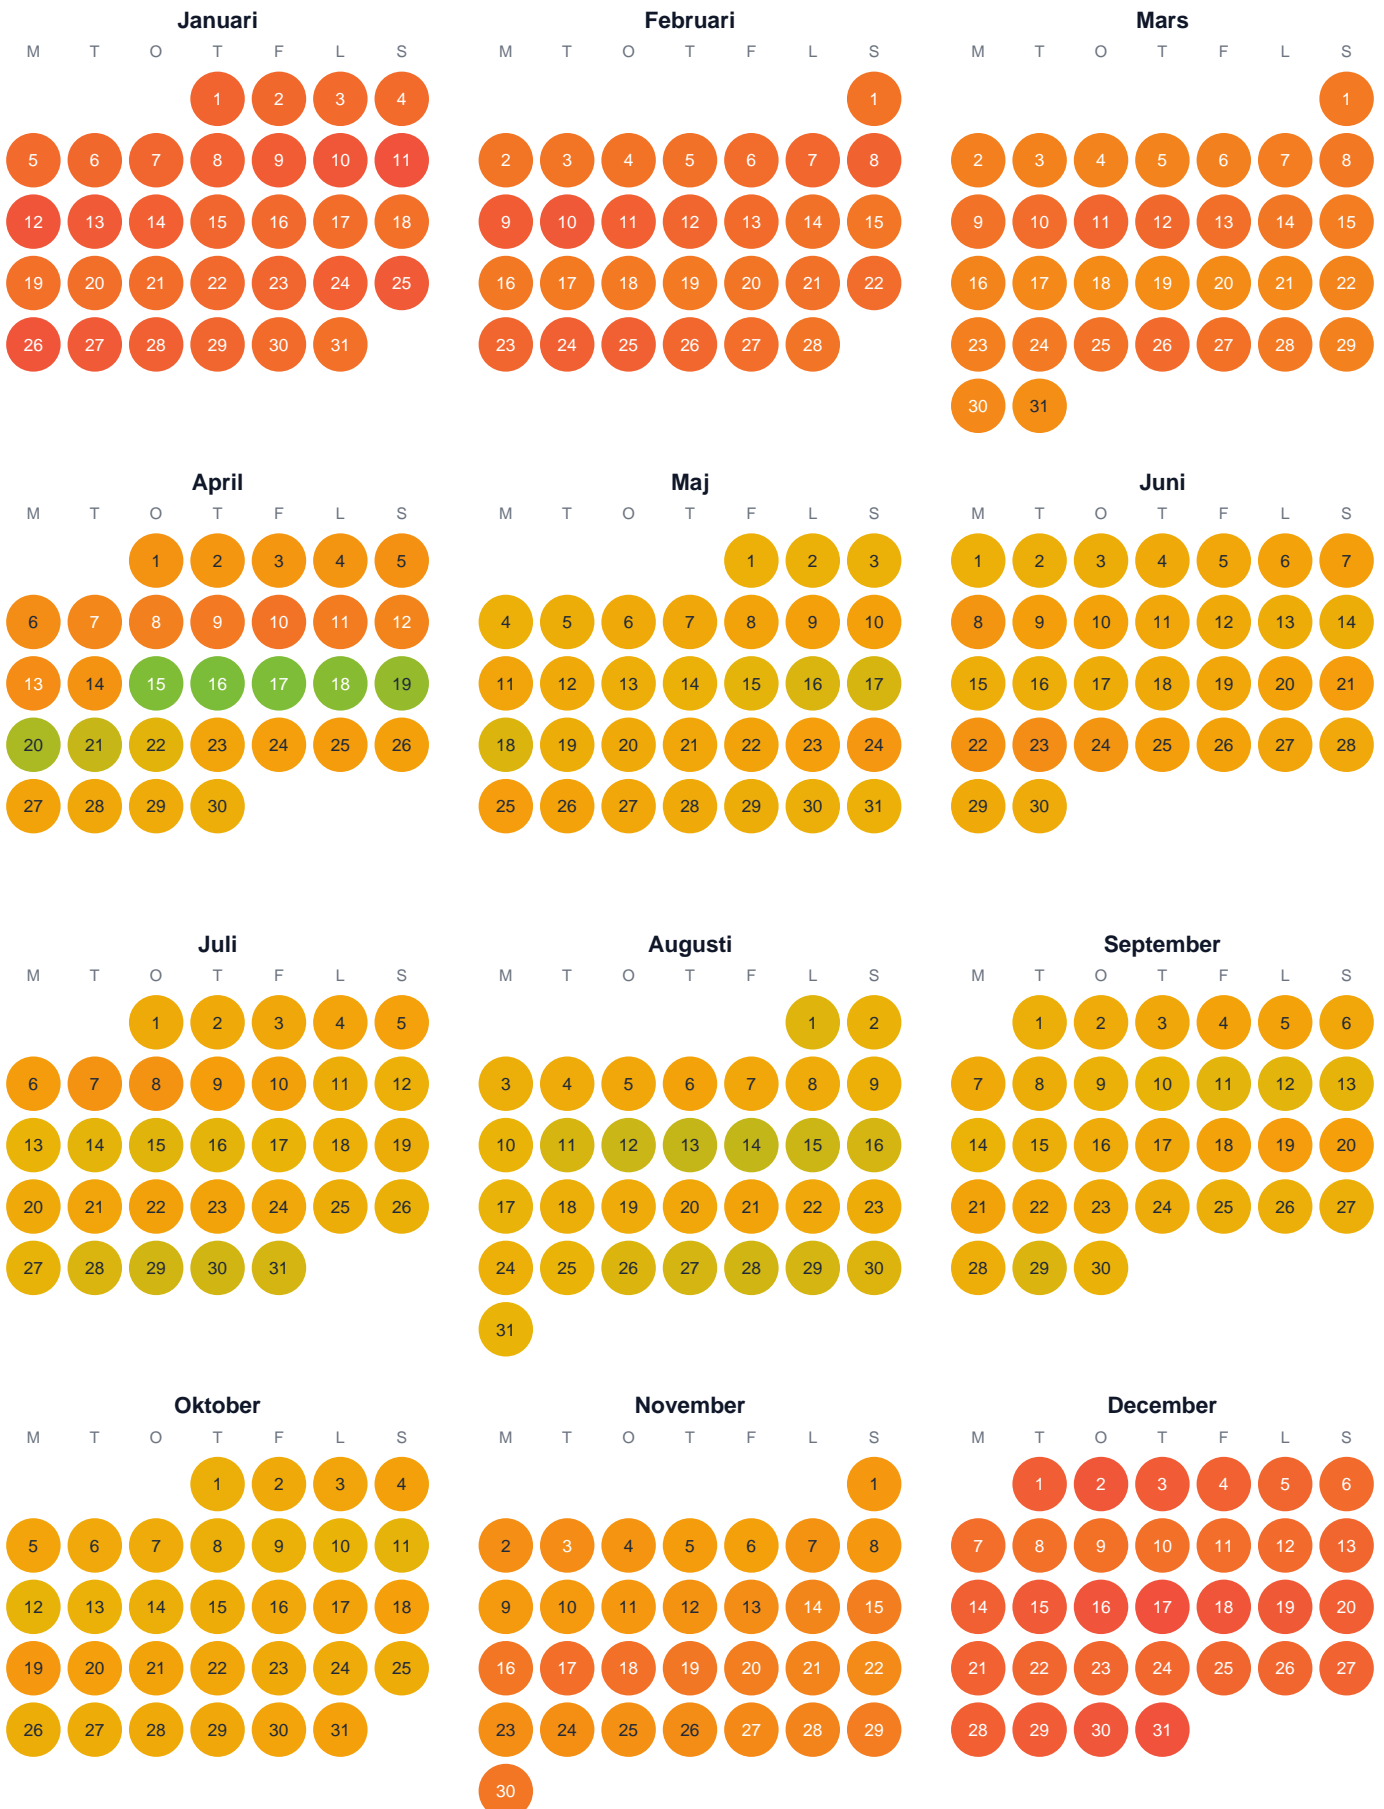 Januari
M T O T F L S
1 2 3 4
5 6 7 8 9 10 11
12 13 14 15 16 17 18
19 20 21 22 23 24 25
26 27 28 29 30 31
Februari
M T O T F L S
1
2 3 4 5 6 7 8
9 10 11 12 13 14 15
16 17 18 19 20 21 22
23 24 25 26 27 28
Mars
M T O T F L S
1
2 3 4 5 6 7 8
9 10 11 12 13 14 15
16 17 18 19 20 21 22
23 24 25 26 27 28 29
30 31
April
M T O T F L S
1 2 3 4 5
6 7 8 9 10 11 12
13 14 15 16 17 18 19
20 21 22 23 24 25 26
27 28 29 30
Maj
M T O T F L S
1 2 3
4 5 6 7 8 9 10
11 12 13 14 15 16 17
18 19 20 21 22 23 24
25 26 27 28 29 30 31
Juni
M T O T F L S
1 2 3 4 5 6 7
8 9 10 11 12 13 14
15 16 17 18 19 20 21
22 23 24 25 26 27 28
29 30
Juli
M T O T F L S
1 2 3 4 5
6 7 8 9 10 11 12
13 14 15 16 17 18 19
20 21 22 23 24 25 26
27 28 29 30 31
Augusti
M T O T F L S
1 2
3 4 5 6 7 8 9
10 11 12 13 14 15 16
17 18 19 20 21 22 23
24 25 26 27 28 29 30
31
September
M T O T F L S
1 2 3 4 5 6
7 8 9 10 11 12 13
14 15 16 17 18 19 20
21 22 23 24 25 26 27
28 29 30
Oktober
M T O T F L S
1 2 3 4
5 6 7 8 9 10 11
12 13 14 15 16 17 18
19 20 21 22 23 24 25
26 27 28 29 30 31
November
M T O T F L S
1
2 3 4 5 6 7 8
9 10 11 12 13 14 15
16 17 18 19 20 21 22
23 24 25 26 27 28 29
30
December
M T O T F L S
1 2 3 4 5 6
7 8 9 10 11 12 13
14 15 16 17 18 19 20
21 22 23 24 25 26 27
28 29 30 31